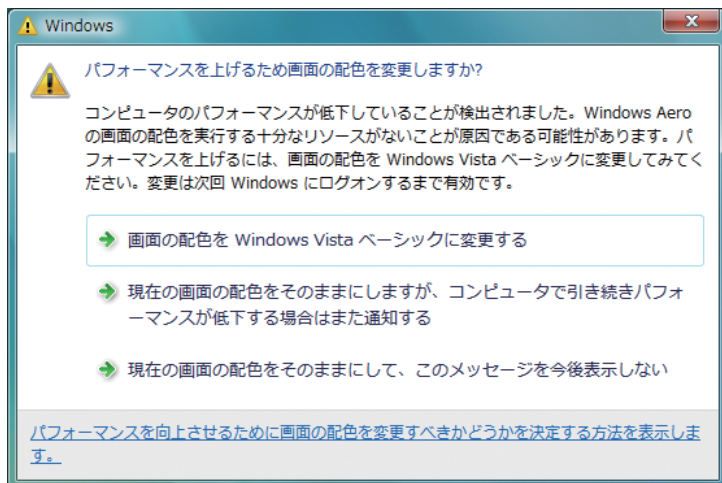 Windows
パフォーマンスを上げるため画面の配色を変更しますか?
コンピュータのパフォーマンスが低下していることが検出されました。Windows Aero
の画面の配色を実行する十分なリソースがないことが原因である可能性があります。パ
フォーマンスを上げるには、画面の配色を Windows Vista ベーシックに変更してみてく
ださい。変更は次回 Windows にログオンするまで有効です。
画面の配色を Windows Vista ベーシックに変更する
現在の画面の配色をそのままにしますが、コンピュータで引き続きパフォ
ーマンスが低下する場合はまた通知する
現在の画面の配色をそのままにして、このメッセージを今後表示しない
パフォーマンスを向上させるために画面の配色を変更すべきかどうかを決定する方法を表示しま
す。